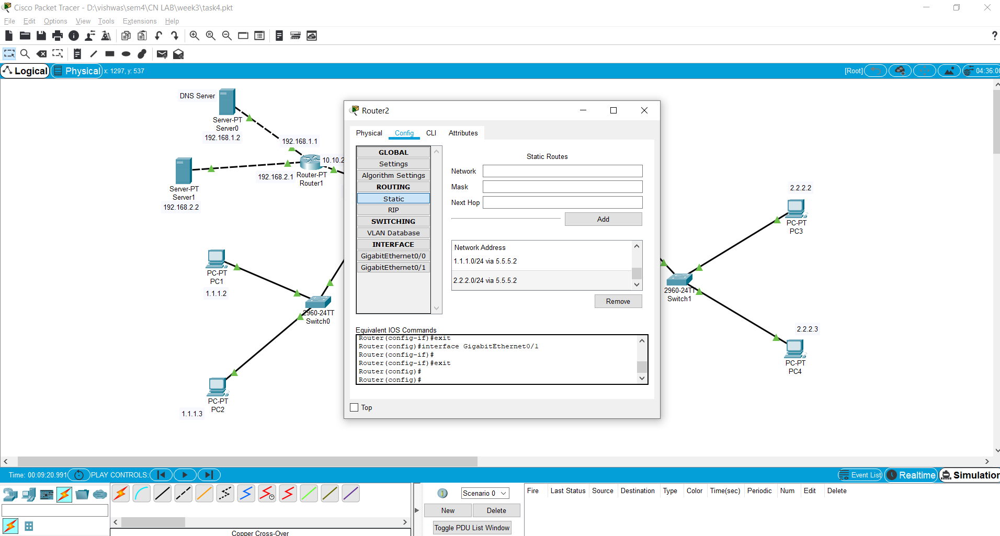 Cisco Packet Tracer - D:\vishwas\sem4\CN LAB\week3\task4.pkt
File Edit Options View Tools Extensions Help
?
Logical Physical x: 1297, y: 537 [Root] 04:36:00
DNS Server
Server-PT
Server0
192.168.1.2
192.168.1.1
10.10.2
192.168.2.1
Router-PT
Router1
Server-PT
Server1
192.168.2.2
PC-PT
PC1
1.1.1.2
2960-24TT
Switch0
PC-PT
PC2
1.1.1.3
Router2
Physical Config CLI Attributes
GLOBAL
Settings
Algorithm Settings
ROUTING
Static
RIP
SWITCHING
VLAN Database
INTERFACE
GigabitEthernet0/0
GigabitEthernet0/1
Static Routes
Network
Mask
Next Hop
Add
Network Address
1.1.1.0/24 via 5.5.5.2
2.2.2.0/24 via 5.5.5.2
Remove
Equivalent IOS Commands
Router(config-if)#exit
Router(config)#interface GigabitEthernet0/1
Router(config-if)#
Router(config-if)#exit
Router(config)#
Router(config)#
Top
2.2.2.2
PC-PT
PC3
2960-24TT
Switch1
2.2.2.3
PC-PT
PC4
Time: 00:09:20.991 PLAY CONTROLS: Event List Realtime Simulation
Scenario 0
New Delete
Toggle PDU List Window
Fire Last Status Source Destination Type Color Time(sec) Periodic Num Edit Delete
Copper Cross-Over